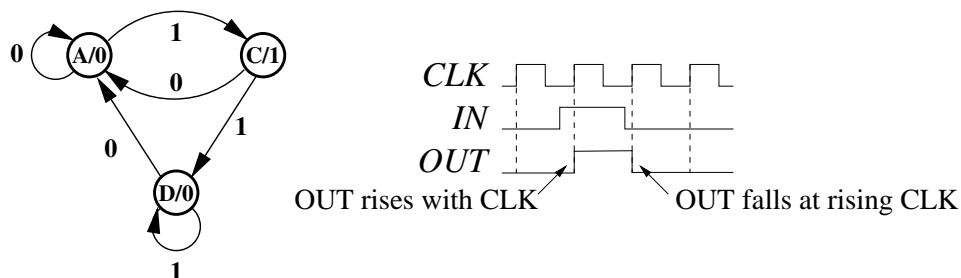 0
A/0
1
C/1
0
0
1
D/0
1
CLK
IN
OUT
OUT rises with CLK
OUT falls at rising CLK